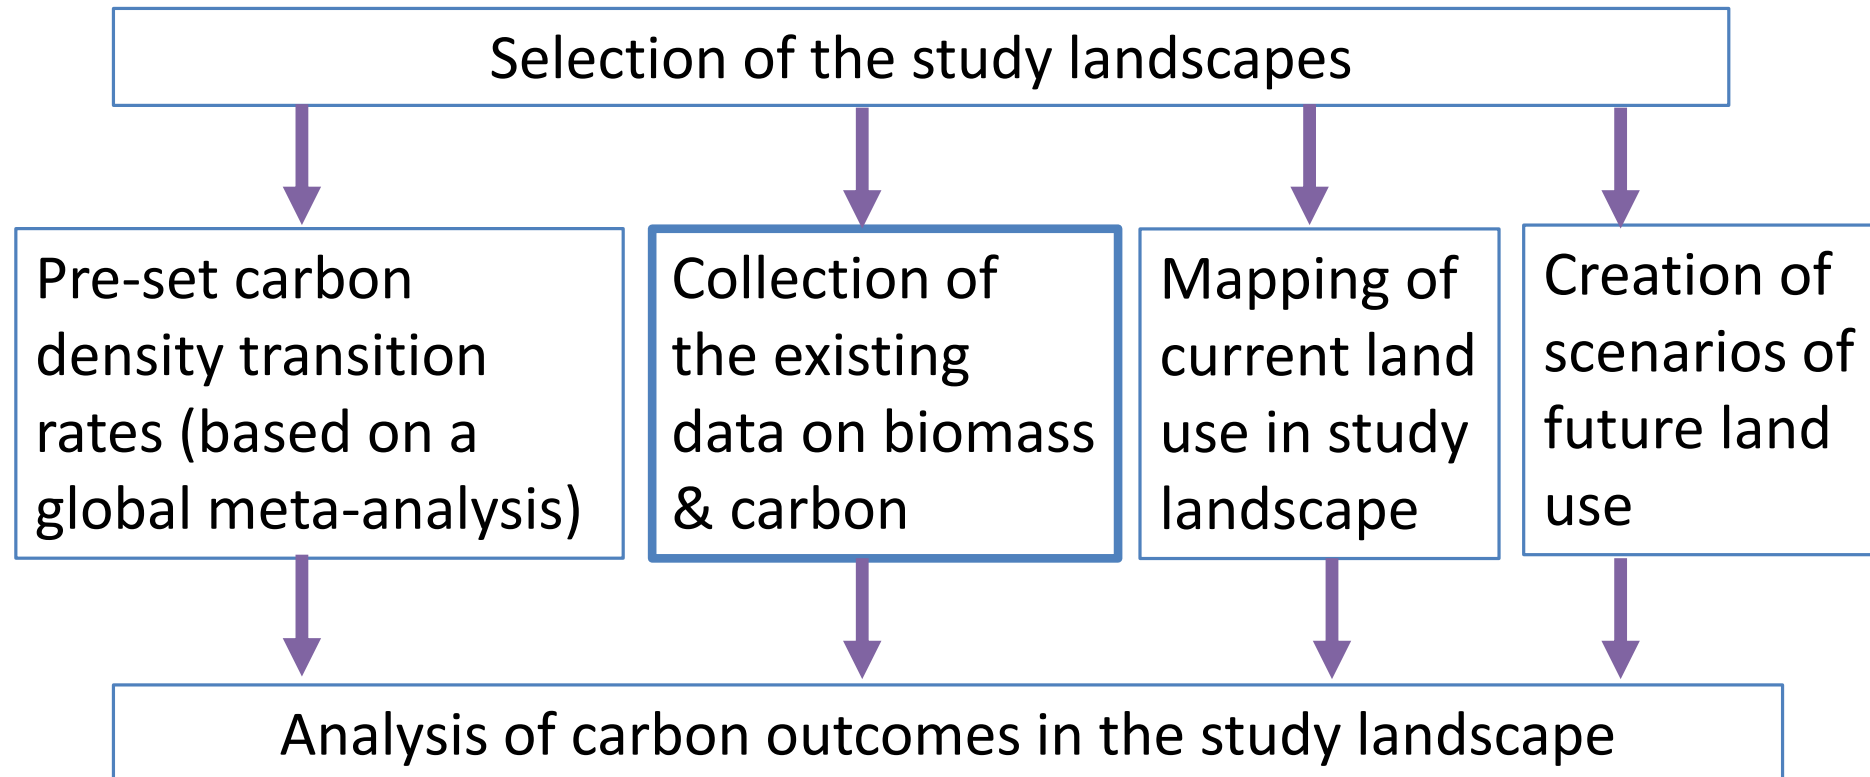 Selection of the study landscapes
Pre-set carbon
density transition
rates (based on a
global meta-analysis)
Collection of
the existing
data on biomass
& carbon
Mapping of
current land
use in study
landscape
Creation of
scenarios of
future land
use
Analysis of carbon outcomes in the study landscape